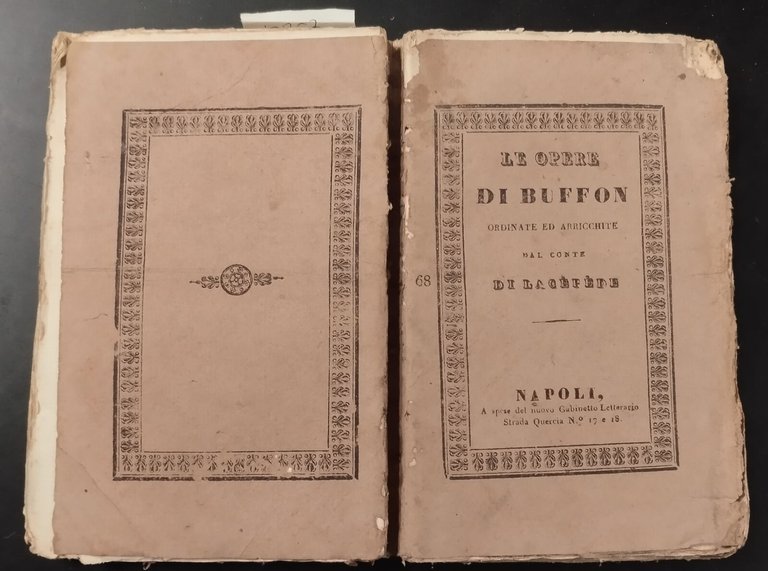 LE OPERE
DI BUFFON
ORDINATE ED ARRICCHITE
DAL CONTE
DI LACÉPÈDE
68
NAPOLI,
A spese del nuovo Gabinetto Letterario
Strada Quercia N.º 17 e 18.